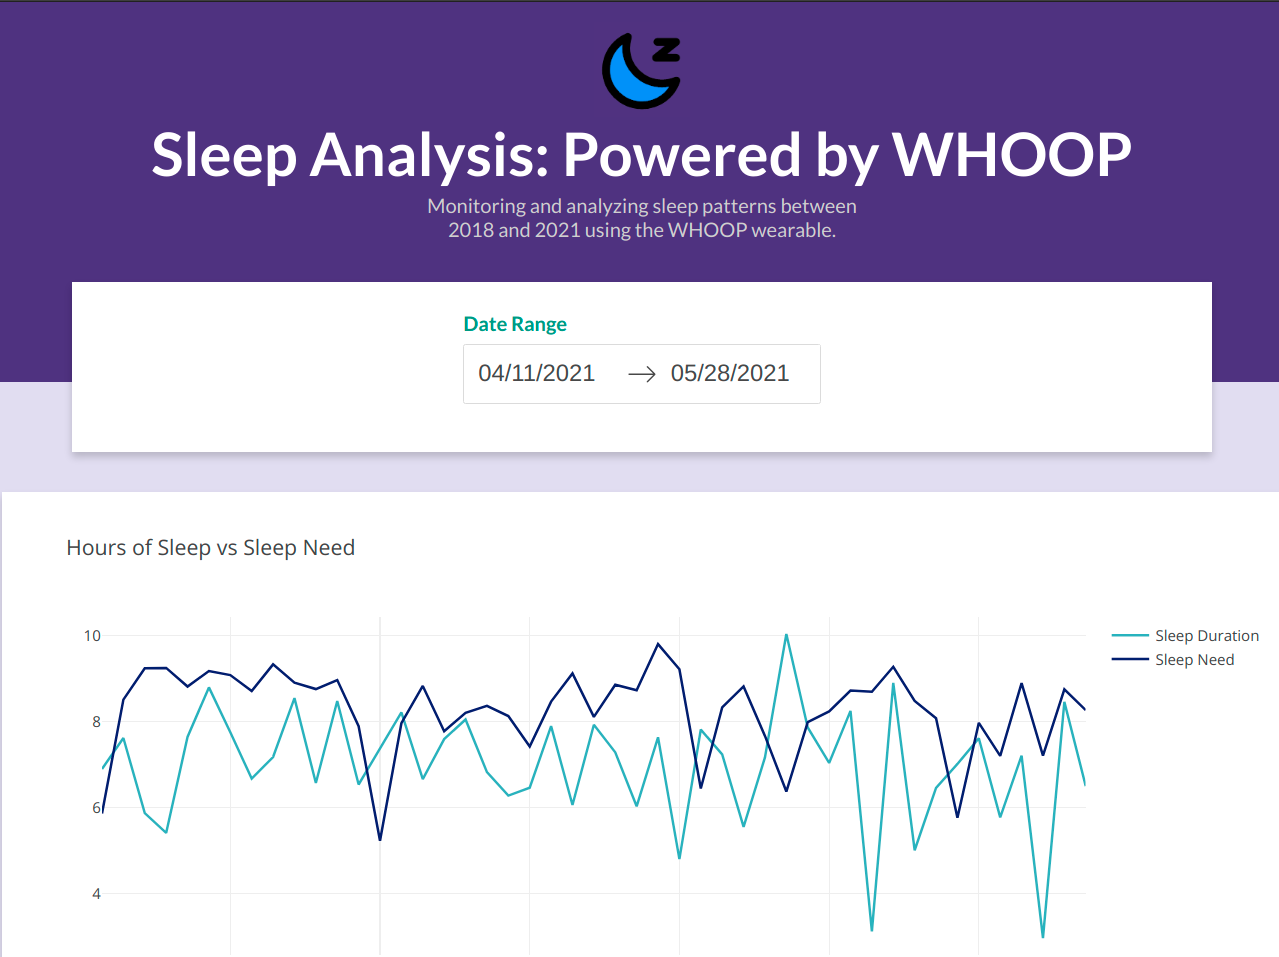 Sleep Analysis: Powered by WHOOP
Monitoring and analyzing sleep patterns between
2018 and 2021 using the WHOOP wearable.
Date Range
04/11/2021 → 05/28/2021
Hours of Sleep vs Sleep Need
10
8
6
4
Sleep Duration
Sleep Need